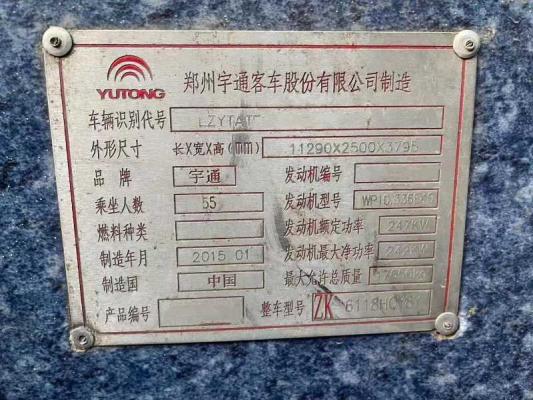 YUTONG
郑州宇通客车股份有限公司制造
车辆识别代号 LZYTAT
外形尺寸 长X宽X高(mm) 11290X2500X3795
品牌 宇通 发动机编号
乘坐人数 55 发动机型号
燃料种类 发动机额定功率 247KW
制造年月 2015 01 发动机最大净功率
制造国 中国 最大允许总质量
产品编号 整车型号 ZK